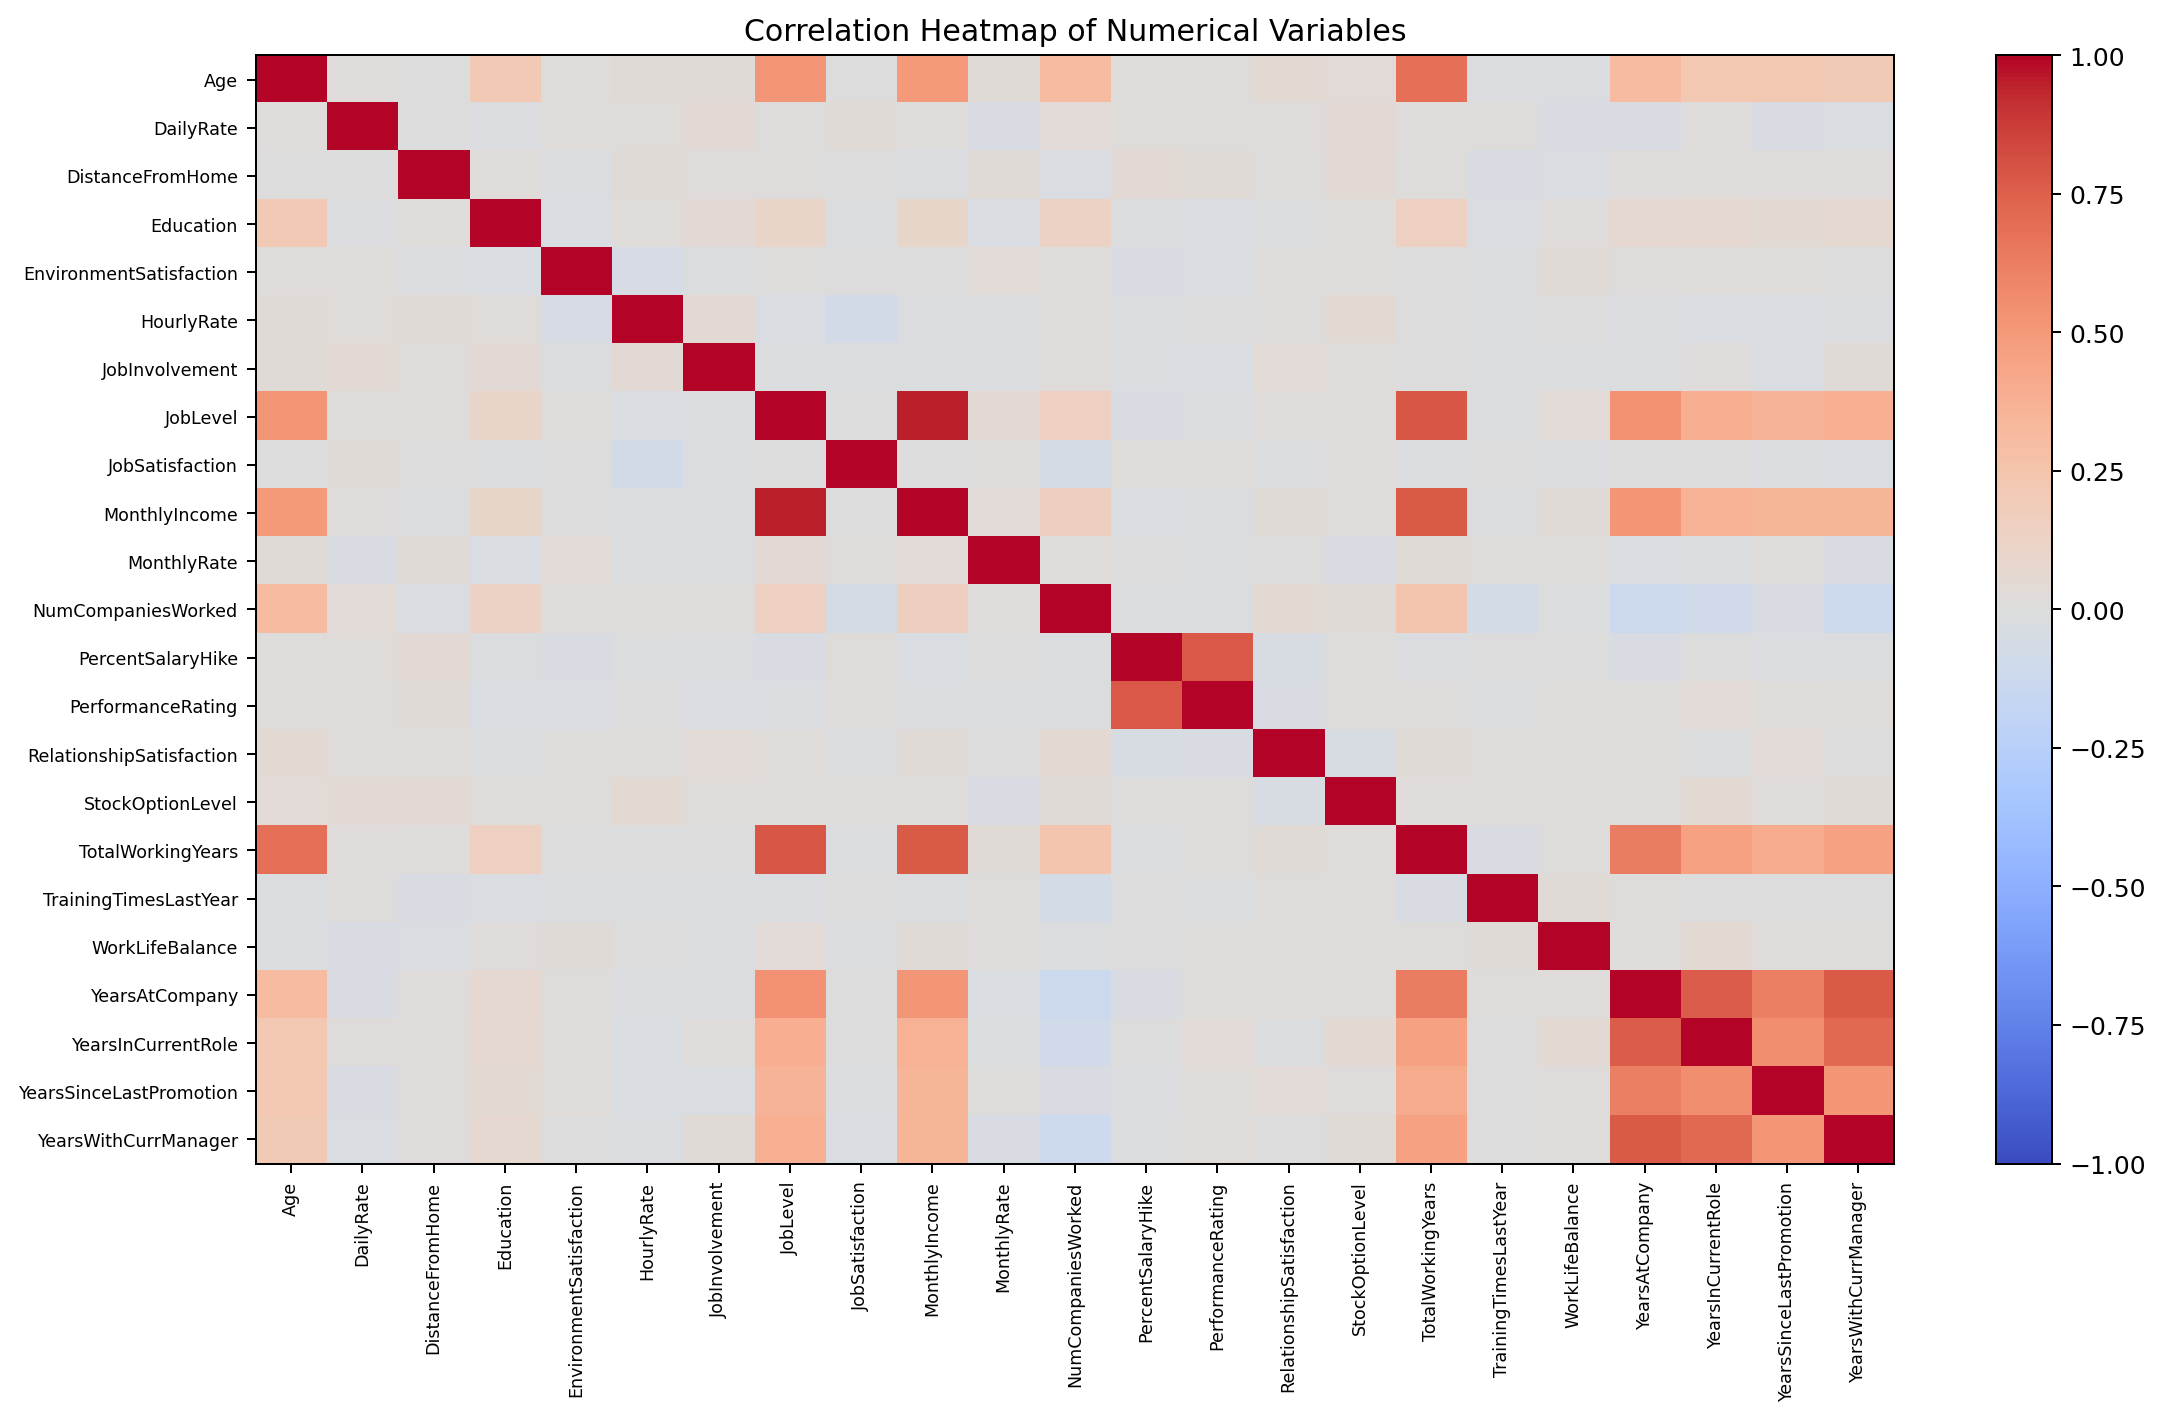 Correlation Heatmap of Numerical Variables
Age
DailyRate
DistanceFromHome
Education
EnvironmentSatisfaction
HourlyRate
JobInvolvement
JobLevel
JobSatisfaction
MonthlyIncome
MonthlyRate
NumCompaniesWorked
PercentSalaryHike
PerformanceRating
RelationshipSatisfaction
StockOptionLevel
TotalWorkingYears
TrainingTimesLastYear
WorkLifeBalance
YearsAtCompany
YearsInCurrentRole
YearsSinceLastPromotion
YearsWithCurrManager
Age
DailyRate
DistanceFromHome
Education
EnvironmentSatisfaction
HourlyRate
JobInvolvement
JobLevel
JobSatisfaction
MonthlyIncome
MonthlyRate
NumCompaniesWorked
PercentSalaryHike
PerformanceRating
RelationshipSatisfaction
StockOptionLevel
TotalWorkingYears
TrainingTimesLastYear
WorkLifeBalance
YearsAtCompany
YearsInCurrentRole
YearsSinceLastPromotion
YearsWithCurrManager
1.00
0.75
0.50
0.25
0.00
−0.25
−0.50
−0.75
−1.00